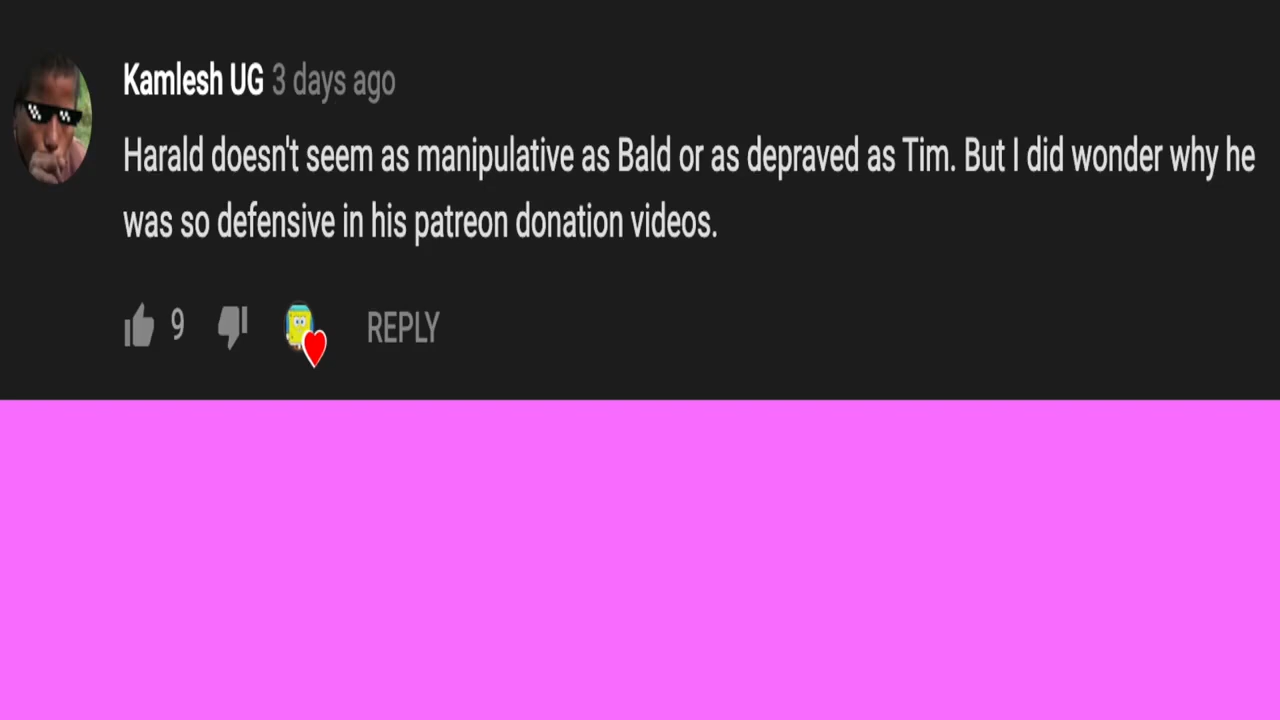 Kamlesh UG 3 days ago
Harald doesn't seem as manipulative as Bald or as depraved as Tim. But I did wonder why he
was so defensive in his patreon donation videos.
9 REPLY